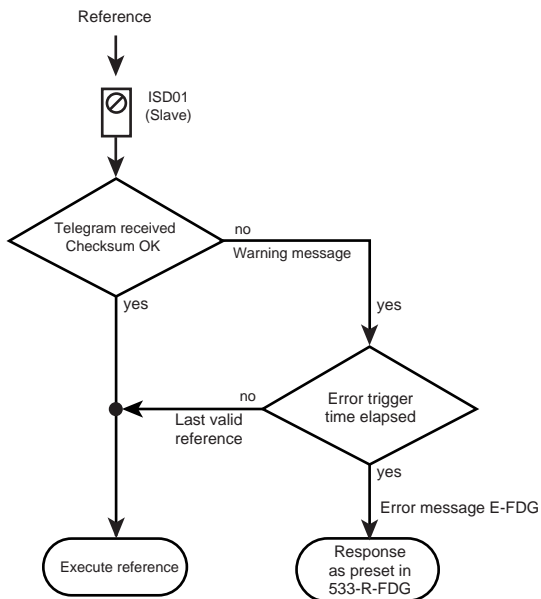 Reference
ISD01
(Slave)
Telegram received
Checksum OK
no
Warning message
yes
yes
no
Last valid
reference
Error trigger
time elapsed
yes
Error message E-FDG
Execute reference
Response
as preset in
533-R-FDG